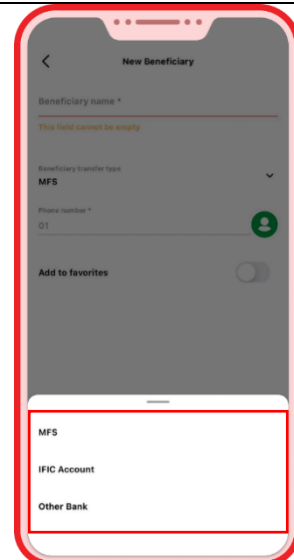 New Beneficiary
Beneficiary name *
This field cannot be empty
Beneficiary transfer type
MFS
Phone number *
01
Add to favorites
MFS
IFIC Account
Other Bank